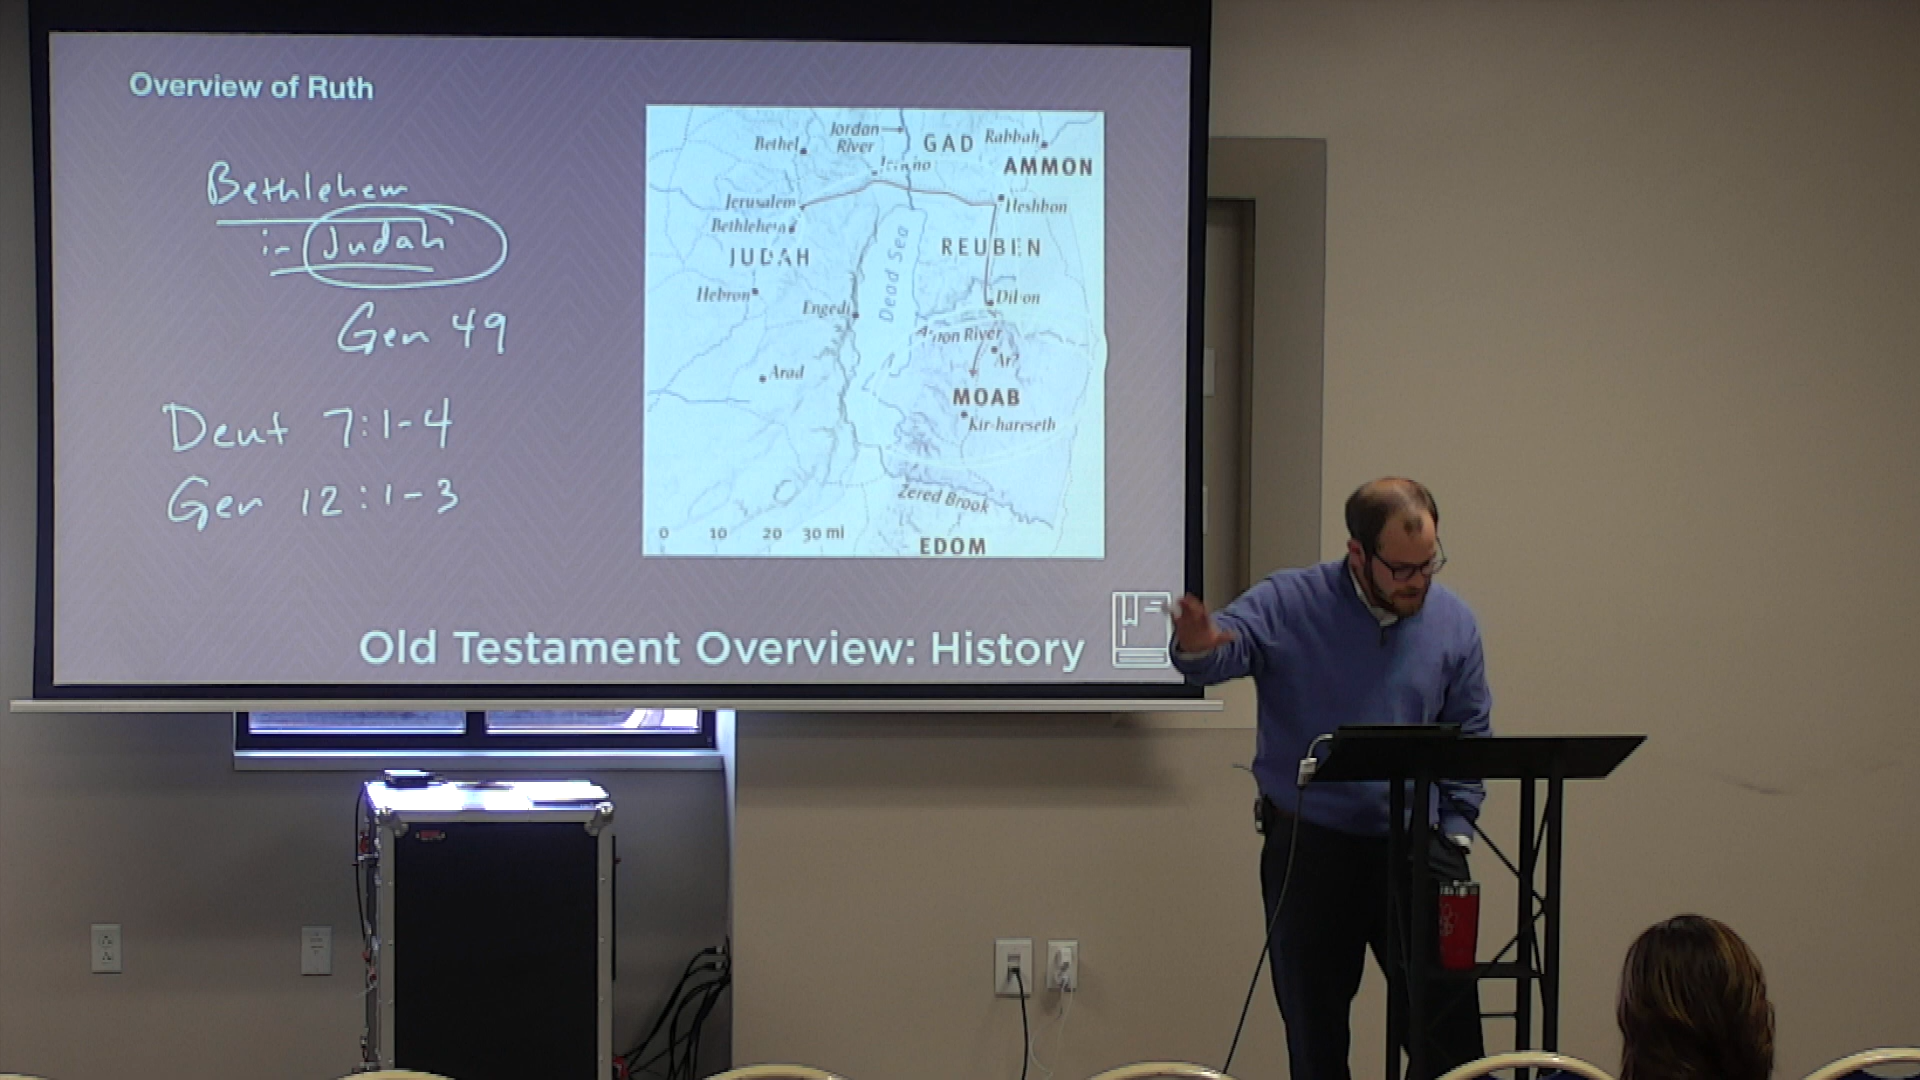 Overview of Ruth
Bethlehem
in Judah
Gen 49
Deut 7:1-4
Gen 12:1-3
Jordan River
Bethel
GAD
Rabbah
AMMON
Jerusalem
Heshbon
Bethlehem
JUDAH
REUBEN
Dead Sea
Hebron
Engedi
Dibon
Arnon River
Ar?
Arad
MOAB
Kir-hareseth
Zered Brook
0 10 20 30 mi
EDOM
Old Testament Overview: History